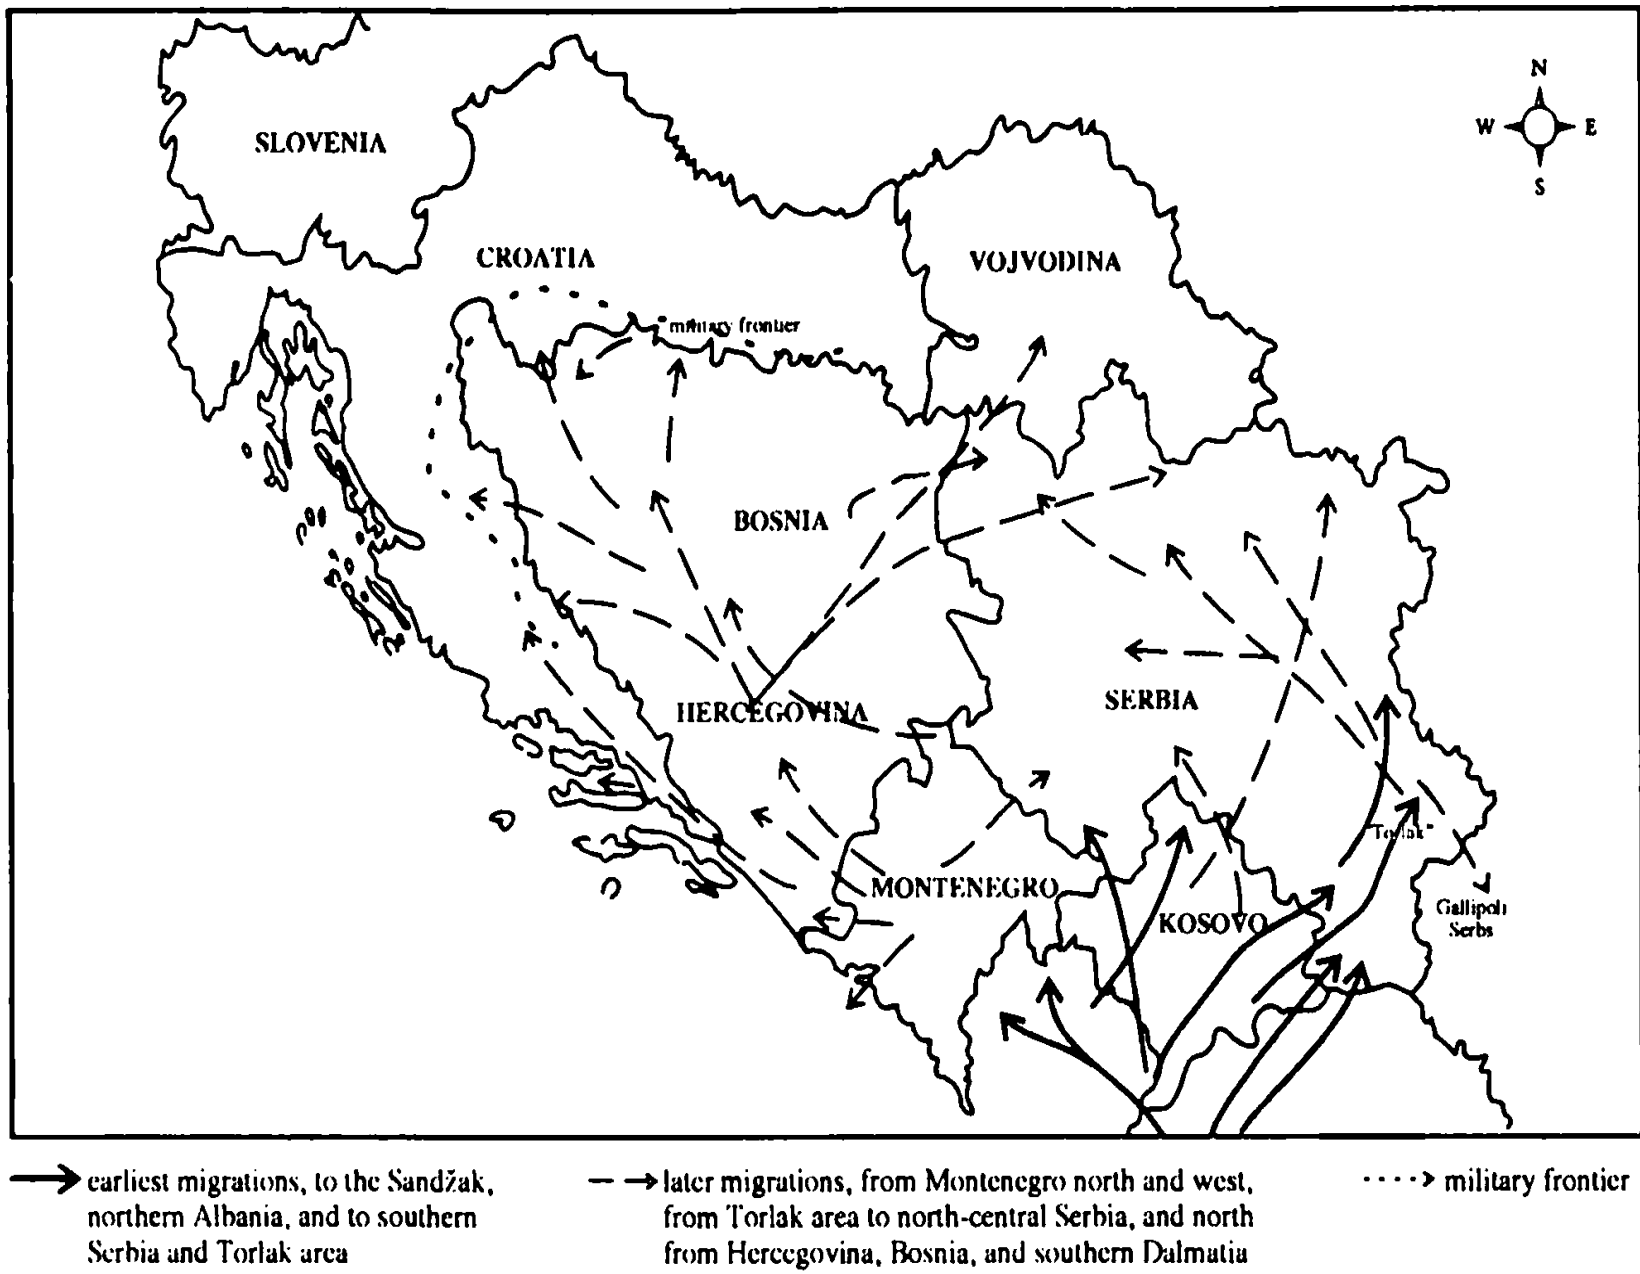 N
W E
S
SLOVENIA
CROATIA
VOJVODINA
"military frontier
BOSNIA
HERCEGOVINA
SERBIA
"Torlak"
MONTENEGRO
KOSOVO
Gallipoli
Serbs
earliest migrations, to the Sandžak,
northern Albania, and to southern
Serbia and Torlak area
later migrations, from Montenegro north and west,
from Torlak area to north-central Serbia, and north
from Hercegovina, Bosnia, and southern Dalmatia
military frontier